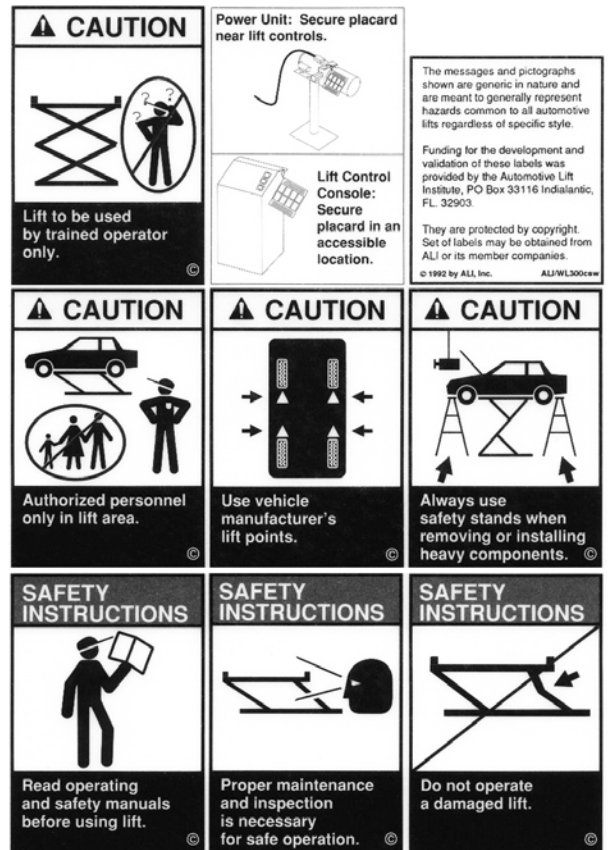 CAUTION
Lift to be used
by trained operator
only.
©
Power Unit: Secure placard
near lift controls.
Lift Control
Console:
Secure
placard in an
accessible
location.
The messages and pictographs
shown are generic in nature and
are meant to generally represent
hazards common to all automotive
lifts regardless of specific style.
Funding for the development and
validation of these labels was
provided by the Automotive Lift
Institute, PO Box 33116 Indialantic,
FL. 32903.
They are protected by copyright.
Set of labels may be obtained from
ALI or its member companies.
© 1992 by ALI, Inc. ALI/WL300csw
CAUTION
Authorized personnel
only in lift area.
©
CAUTION
Use vehicle
manufacturer's
lift points.
©
CAUTION
Always use
safety stands when
removing or installing
heavy components. ©
SAFETY
INSTRUCTIONS
Read operating
and safety manuals
before using lift.
©
SAFETY
INSTRUCTIONS
Proper maintenance
and inspection
is necessary
for safe operation. ©
SAFETY
INSTRUCTIONS
Do not operate
a damaged lift.
©